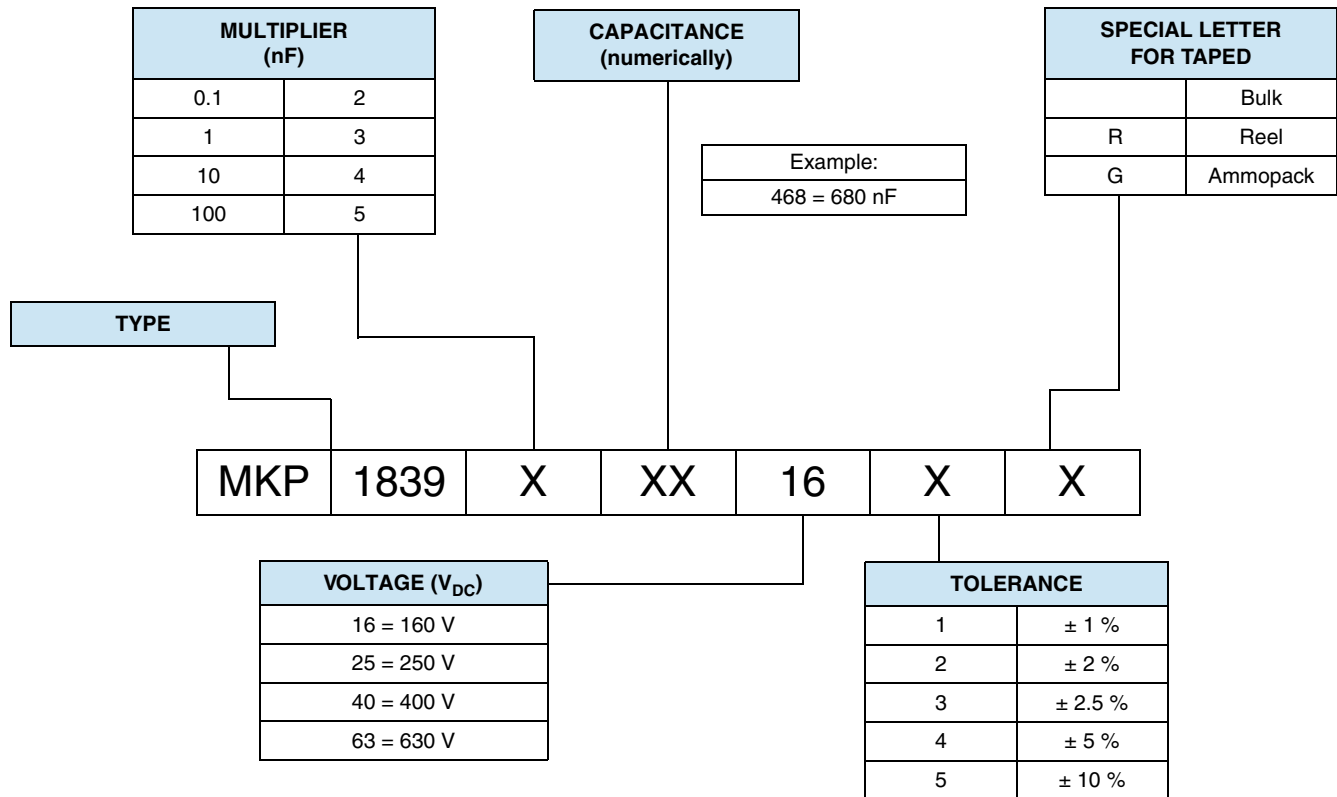 MULTIPLIER
(nF)
0.1 2
1 3
10 4
100 5
CAPACITANCE
(numerically)
Example:
468 = 680 nF
SPECIAL LETTER
FOR TAPED
Bulk
R Reel
G Ammopack
TYPE
MKP 1839 X XX 16 X X
VOLTAGE (VDC)
16 = 160 V
25 = 250 V
40 = 400 V
63 = 630 V
TOLERANCE
1 ± 1 %
2 ± 2 %
3 ± 2.5 %
4 ± 5 %
5 ± 10 %